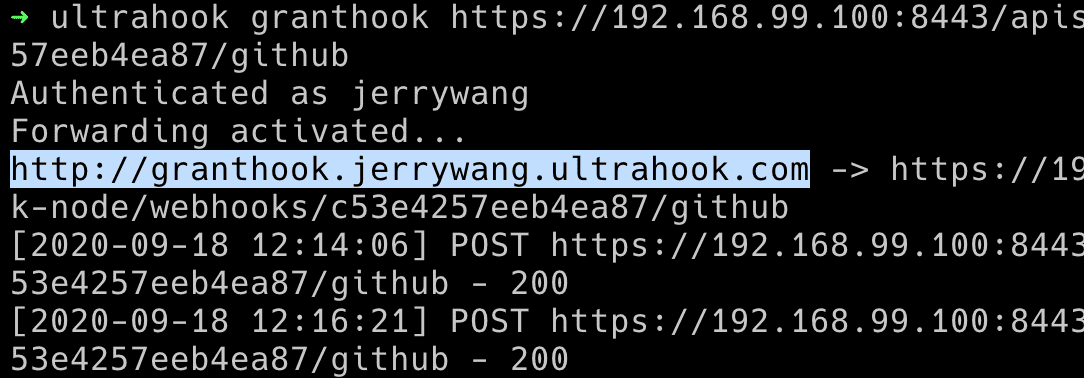 → ultrahook granthook https://192.168.99.100:8443/apis
57eeb4ea87/github
Authenticated as jerrywang
Forwarding activated...
http://granthook.jerrywang.ultrahook.com -> https://19
k-node/webhooks/c53e4257eeb4ea87/github
[2020-09-18 12:14:06] POST https://192.168.99.100:8443
53e4257eeb4ea87/github - 200
[2020-09-18 12:16:21] POST https://192.168.99.100:8443
53e4257eeb4ea87/github - 200